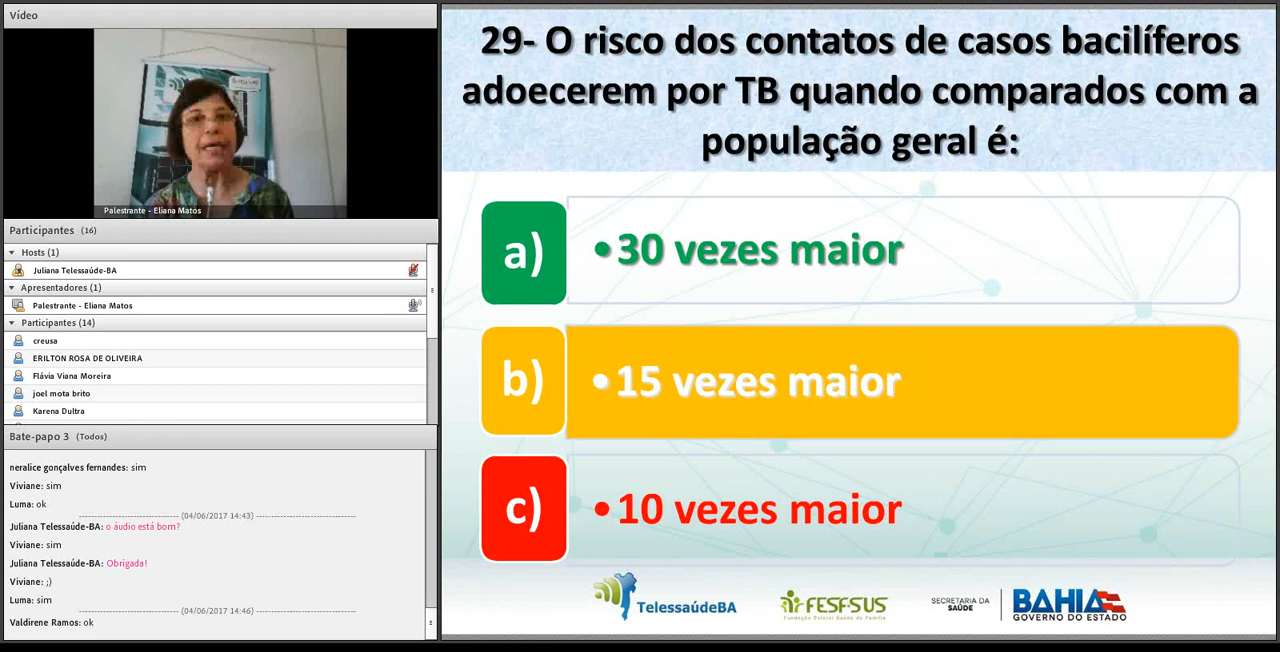 Vídeo
Palestrante - Eliana Matos
Participantes (16)
Hosts (1)
Juliana Telessaúde-BA
Apresentadores (1)
Palestrante - Eliana Matos
Participantes (14)
creusa
ERILTON ROSA DE OLIVEIRA
Flávia Viana Moreira
joel mota brito
Karena Dultra
Bate-papo 3 (Todos)
neralice gonçalves fernandes: sim
Viviane: sim
Luma: ok
(04/06/2017 14:43)
Juliana Telessaúde-BA: o áudio está bom?
Viviane: sim
Juliana Telessaúde-BA: Obrigada!
Viviane: ;)
Luma: sim
(04/06/2017 14:46)
Valdirene Ramos: ok
29- O risco dos contatos de casos bacilíferos
adoecerem por TB quando comparados com a
população geral é:
a) •30 vezes maior
b) •15 vezes maior
c) •10 vezes maior
TelessaúdeBA
FESFSUS
Fundação Estatal Saúde da Família
SECRETARIA DA
SAÚDE
BAHIA
GOVERNO DO ESTADO